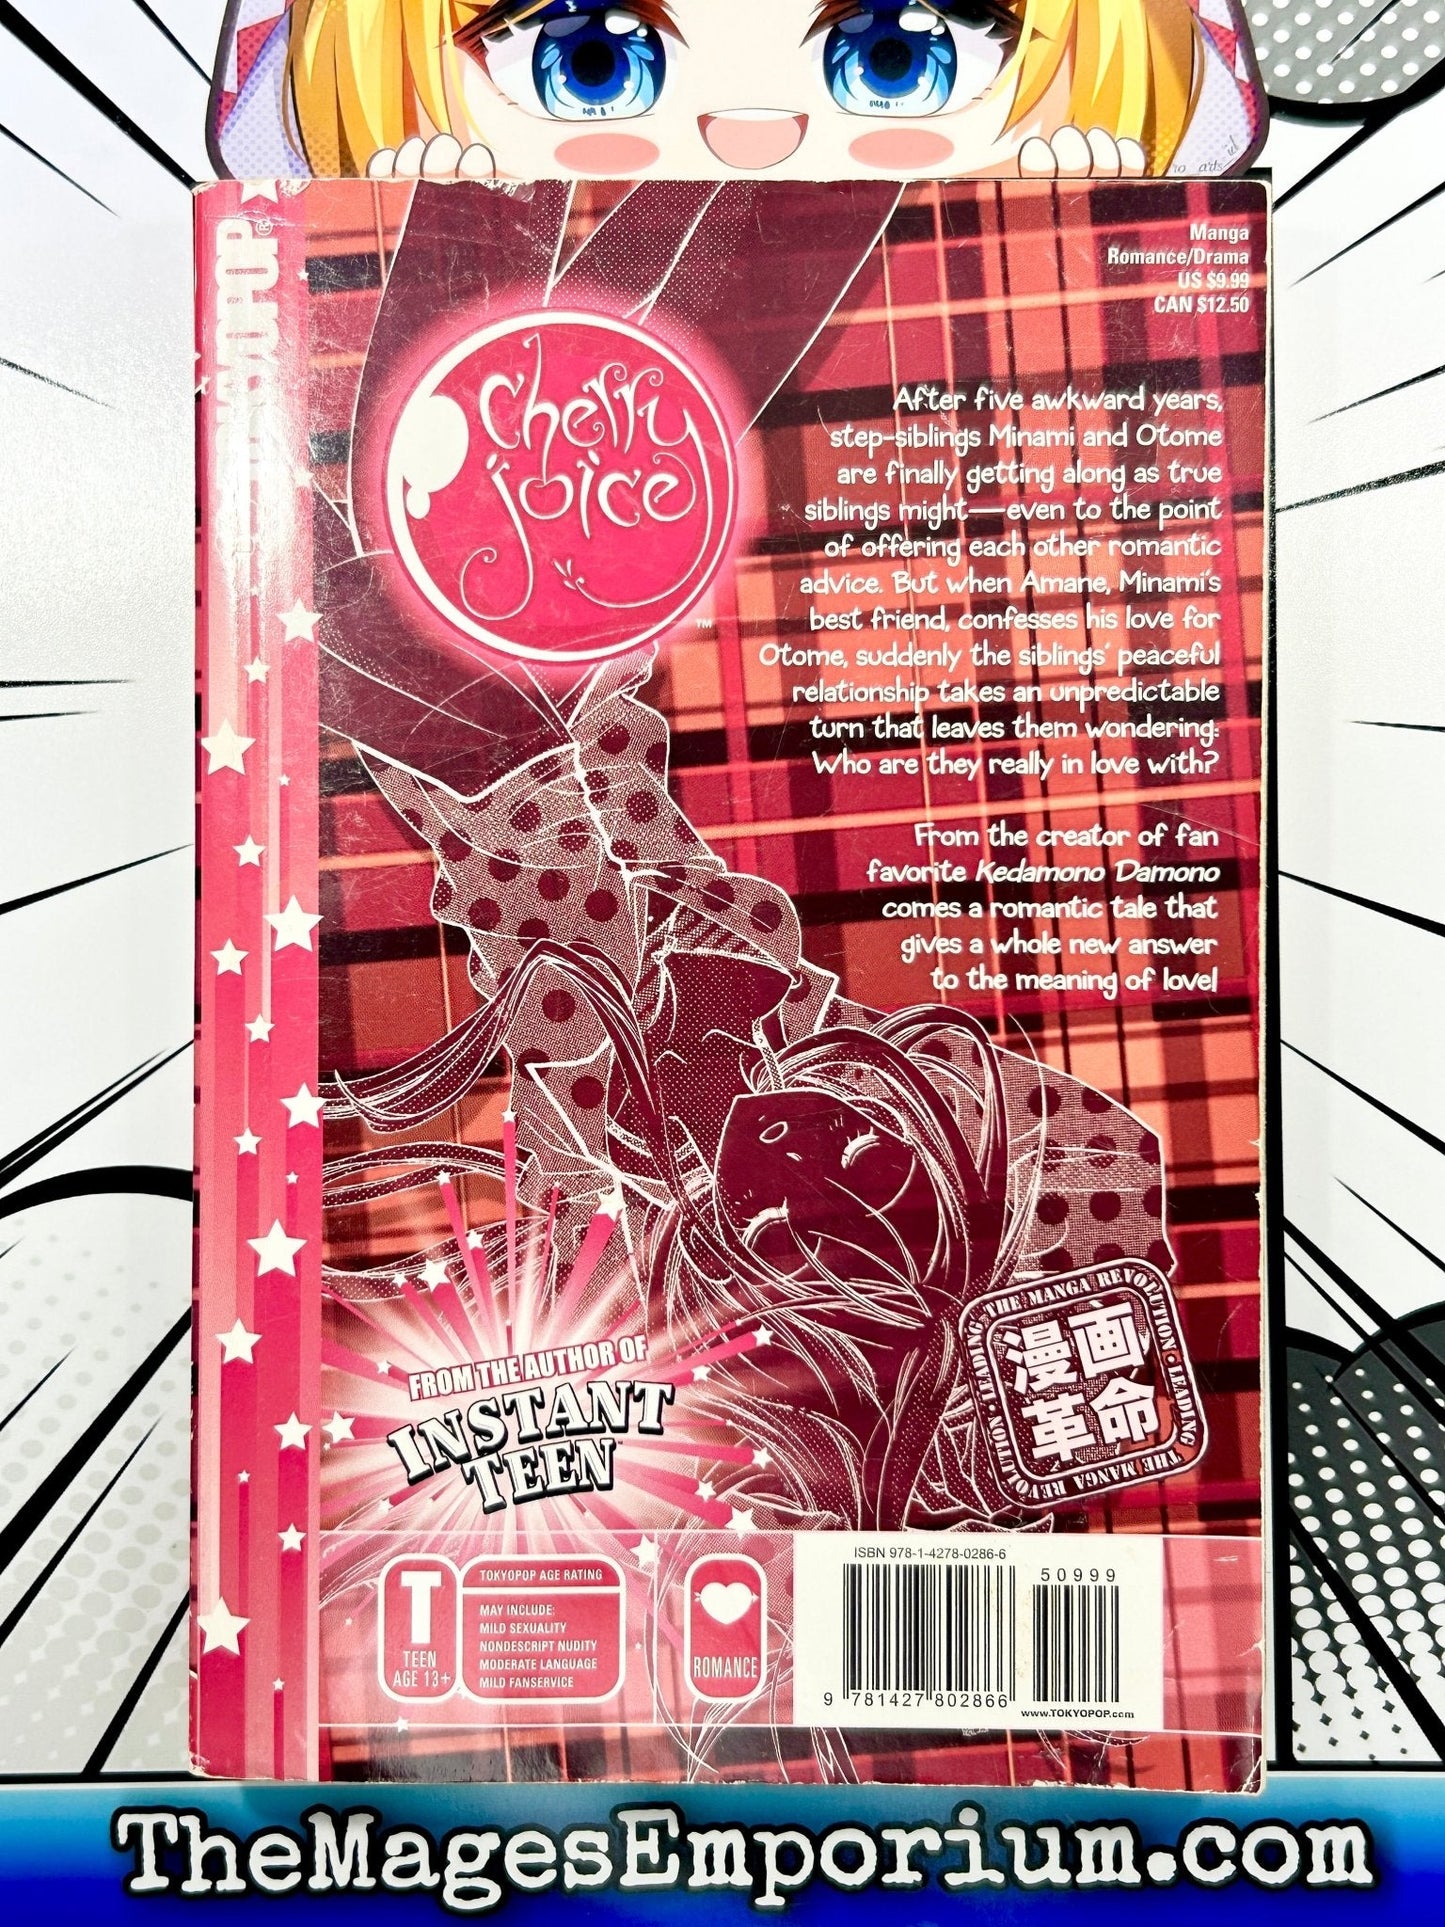 TOKYOPOP®
Manga
Romance/Drama
US $9.99
CAN $12.50
Cherry
juice
™
After five awkward years,
step-siblings Minami and Otome
are finally getting along as true
siblings might—even to the point
of offering each other romantic
advice. But when Amane, Minami's
best friend, confesses his love for
Otome, suddenly the siblings' peaceful
relationship takes an unpredictable
turn that leaves them wondering:
Who are they really in love with?
From the creator of fan
favorite Kedamono Damono
comes a romantic tale that
gives a whole new answer
to the meaning of love!
FROM THE AUTHOR OF
INSTANT
TEEN™
LEADING THE MANGA REVOLUTION • LEADING THE MANGA REVOLUTION •
漫画
革命
T
TEEN
AGE 13+
TOKYOPOP AGE RATING
MAY INCLUDE:
MILD SEXUALITY
NONDESCRIPT NUDITY
MODERATE LANGUAGE
MILD FANSERVICE
ROMANCE
ISBN 978-1-4278-0286-6
50999
9 781427 802866
www.TOKYOPOP.com
TheMagesEmporium.com